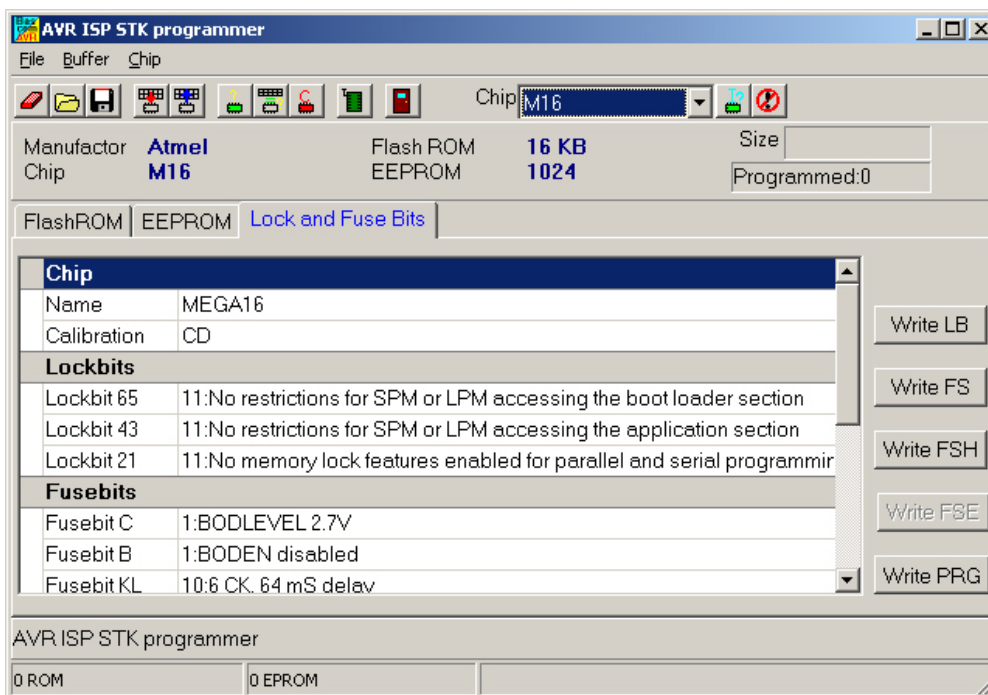 AVR ISP STK programmer
File Buffer Chip
Chip M16
Manufactor Atmel Flash ROM 16 KB Size
Chip M16 EEPROM 1024 Programmed:0
FlashROM EEPROM Lock and Fuse Bits
Chip
Name MEGA16
Calibration CD
Write LB
Lockbits
Lockbit 65 11:No restrictions for SPM or LPM accessing the boot loader section
Write FS
Lockbit 43 11:No restrictions for SPM or LPM accessing the application section
Lockbit 21 11:No memory lock features enabled for parallel and serial programmin
Write FSH
Fusebits
Fusebit C 1:BODLEVEL 2.7V
Write FSE
Fusebit B 1:BODEN disabled
Fusebit KL 10:6 CK, 64 mS delay
Write PRG
AVR ISP STK programmer
0 ROM 0 EPROM